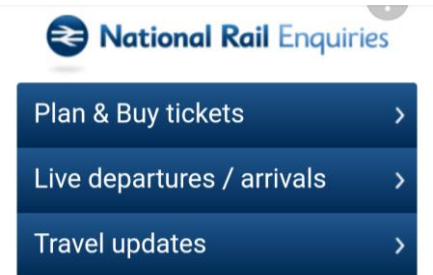 National Rail Enquiries
Plan & Buy tickets
Live departures / arrivals
Travel updates